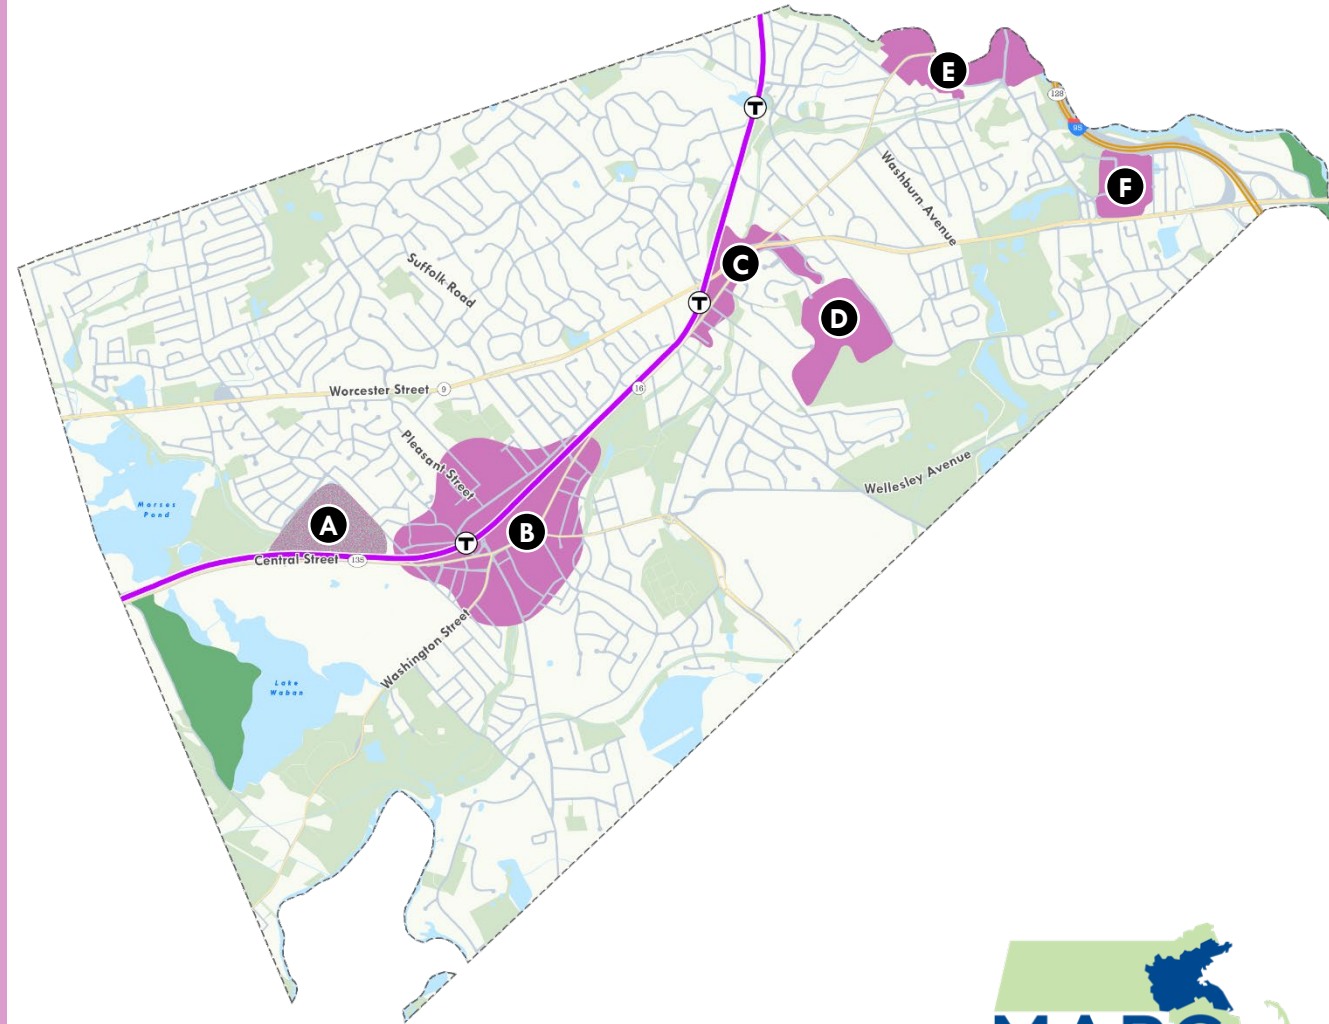 T
E
128
95
Washburn Avenue
F
C
Suffolk Road
T
D
Worcester Street
9
16
Pleasant Street
Wellesley Avenue
Morses
Pond
A
B
T
Central Street
135
Washington Street
Lake
Waban
MAPC